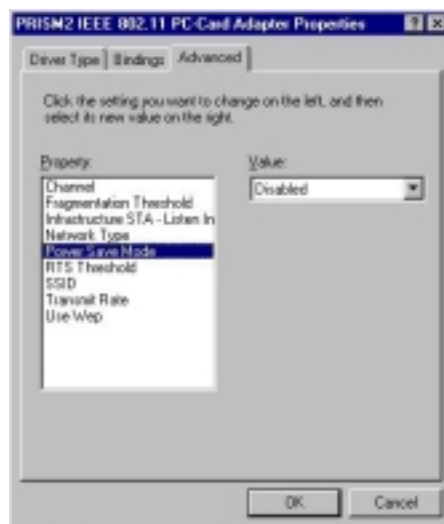 PRISM2 IEEE 802.11 PC-Card Adapter Properties
Driver Type
Bindings
Advanced
Click the setting you want to change on the left, and then
select its new value on the right.
Property:
Channel
Fragmentation Threshold
Infrastructure STA - Listen In
Network Type
Power Save Mode
RTS Threshold
SSID
Transmit Rate
Use Wep
Value:
Disabled
OK
Cancel